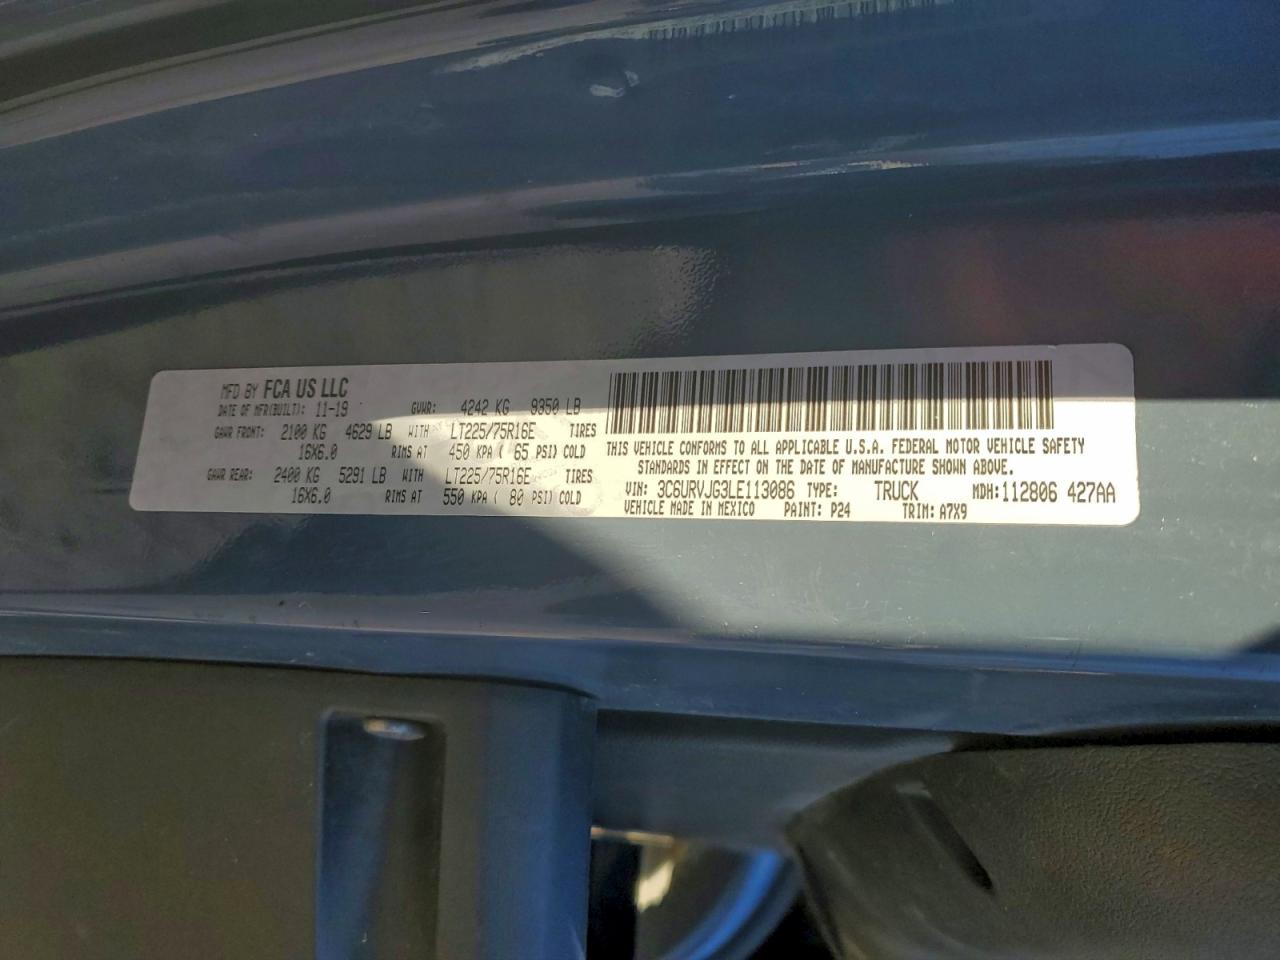 MFD BY FCA US LLC
DATE OF MFR(BUILT): 11-19 GVWR: 4242 KG 9350 LB
GAWR FRONT: 2100 KG 4629 LB WITH LT225/75R16E TIRES
16X6.0 RIMS AT 450 KPA ( 65 PSI) COLD
GAWR REAR: 2400 KG 5291 LB WITH LT225/75R16E TIRES
16X6.0 RIMS AT 550 KPA ( 80 PSI) COLD
THIS VEHICLE CONFORMS TO ALL APPLICABLE U.S.A. FEDERAL MOTOR VEHICLE SAFETY
STANDARDS IN EFFECT ON THE DATE OF MANUFACTURE SHOWN ABOVE.
VIN: 3C6URVJG3LE113086 TYPE: TRUCK MDH: 112806 427AA
VEHICLE MADE IN MEXICO PAINT: P24 TRIM: A7X9